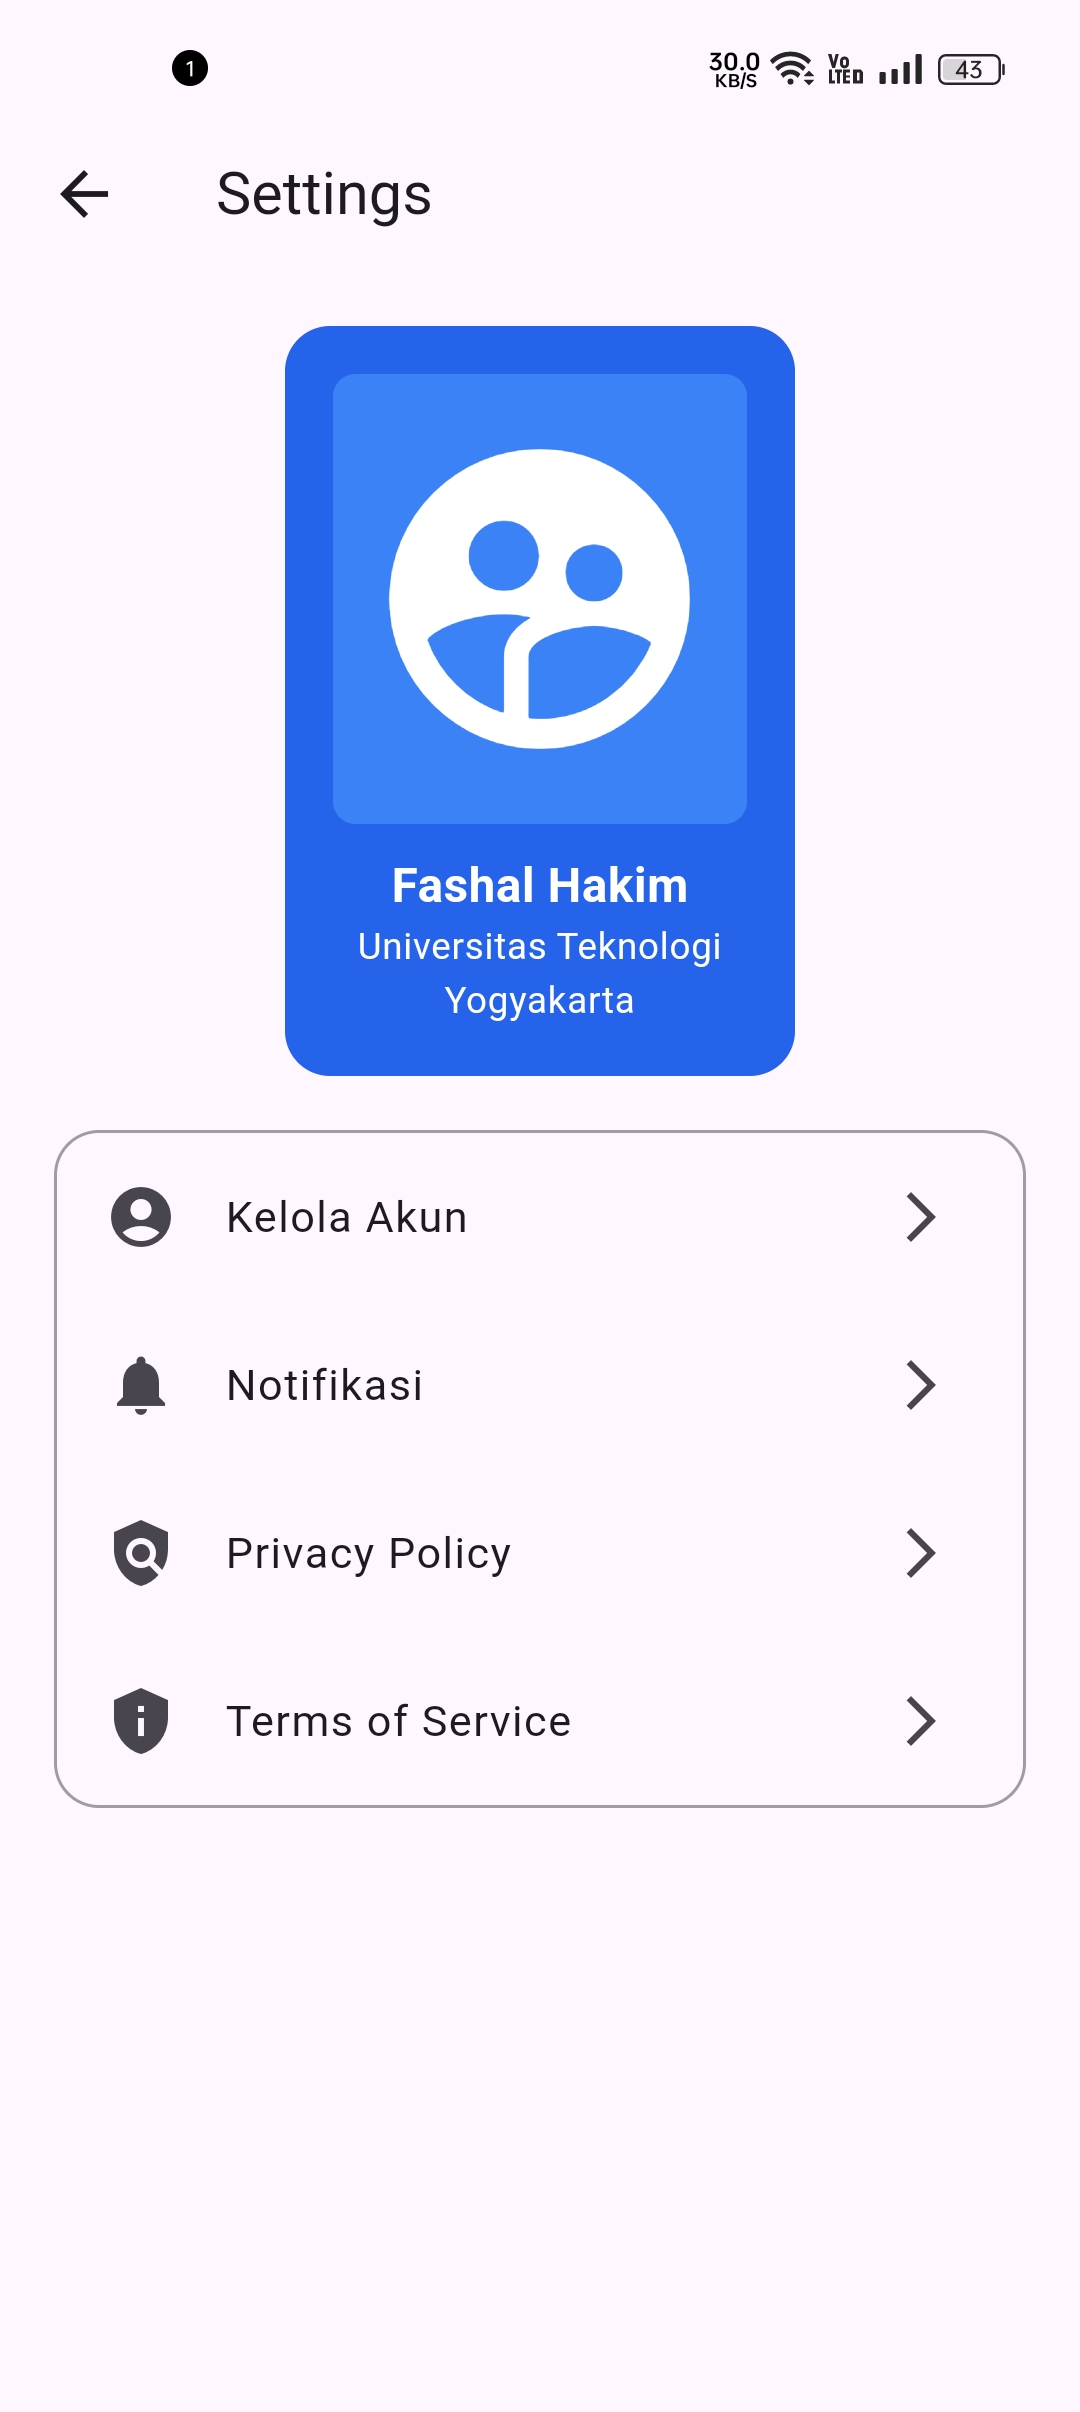 1
30.0
KB/S
Vo
LTE D
43
Settings
Fashal Hakim
Universitas Teknologi
Yogyakarta
Kelola Akun
Notifikasi
Privacy Policy
Terms of Service